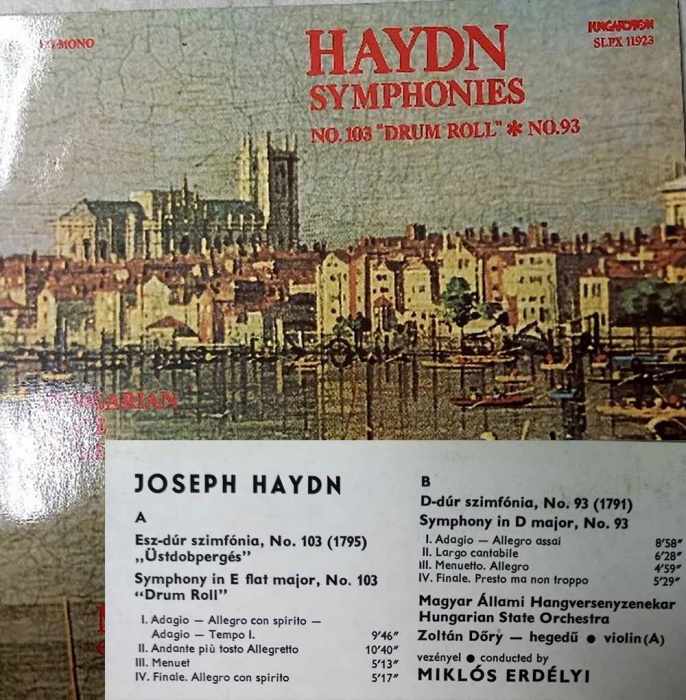 MONO
HAYDN
SYMPHONIES
NO. 103 "DRUM ROLL" ✻ NO.93
HUNGAROTON
SLPX 11923
JOSEPH HAYDN
A
Esz-dúr szimfónia, No. 103 (1795)
„Üstdobpergés”
Symphony in E flat major, No. 103
“Drum Roll”
I. Adagio — Allegro con spirito —
Adagio — Tempo I. 9'46”
II. Andante più tosto Allegretto 10'40”
III. Menuet 5'13”
IV. Finale. Allegro con spirito 5'17”
B
D-dúr szimfónia, No. 93 (1791)
Symphony in D major, No. 93
I. Adagio — Allegro assai 8'58”
II. Largo cantabile 6'28”
III. Menuetto. Allegro 4'59”
IV. Finale. Presto ma non troppo 5'29”
Magyar Állami Hangversenyzenekar
Hungarian State Orchestra
Zoltán Dőry — hegedű ● violin (A)
vezényel ● conducted by
MIKLÓS ERDÉLYI